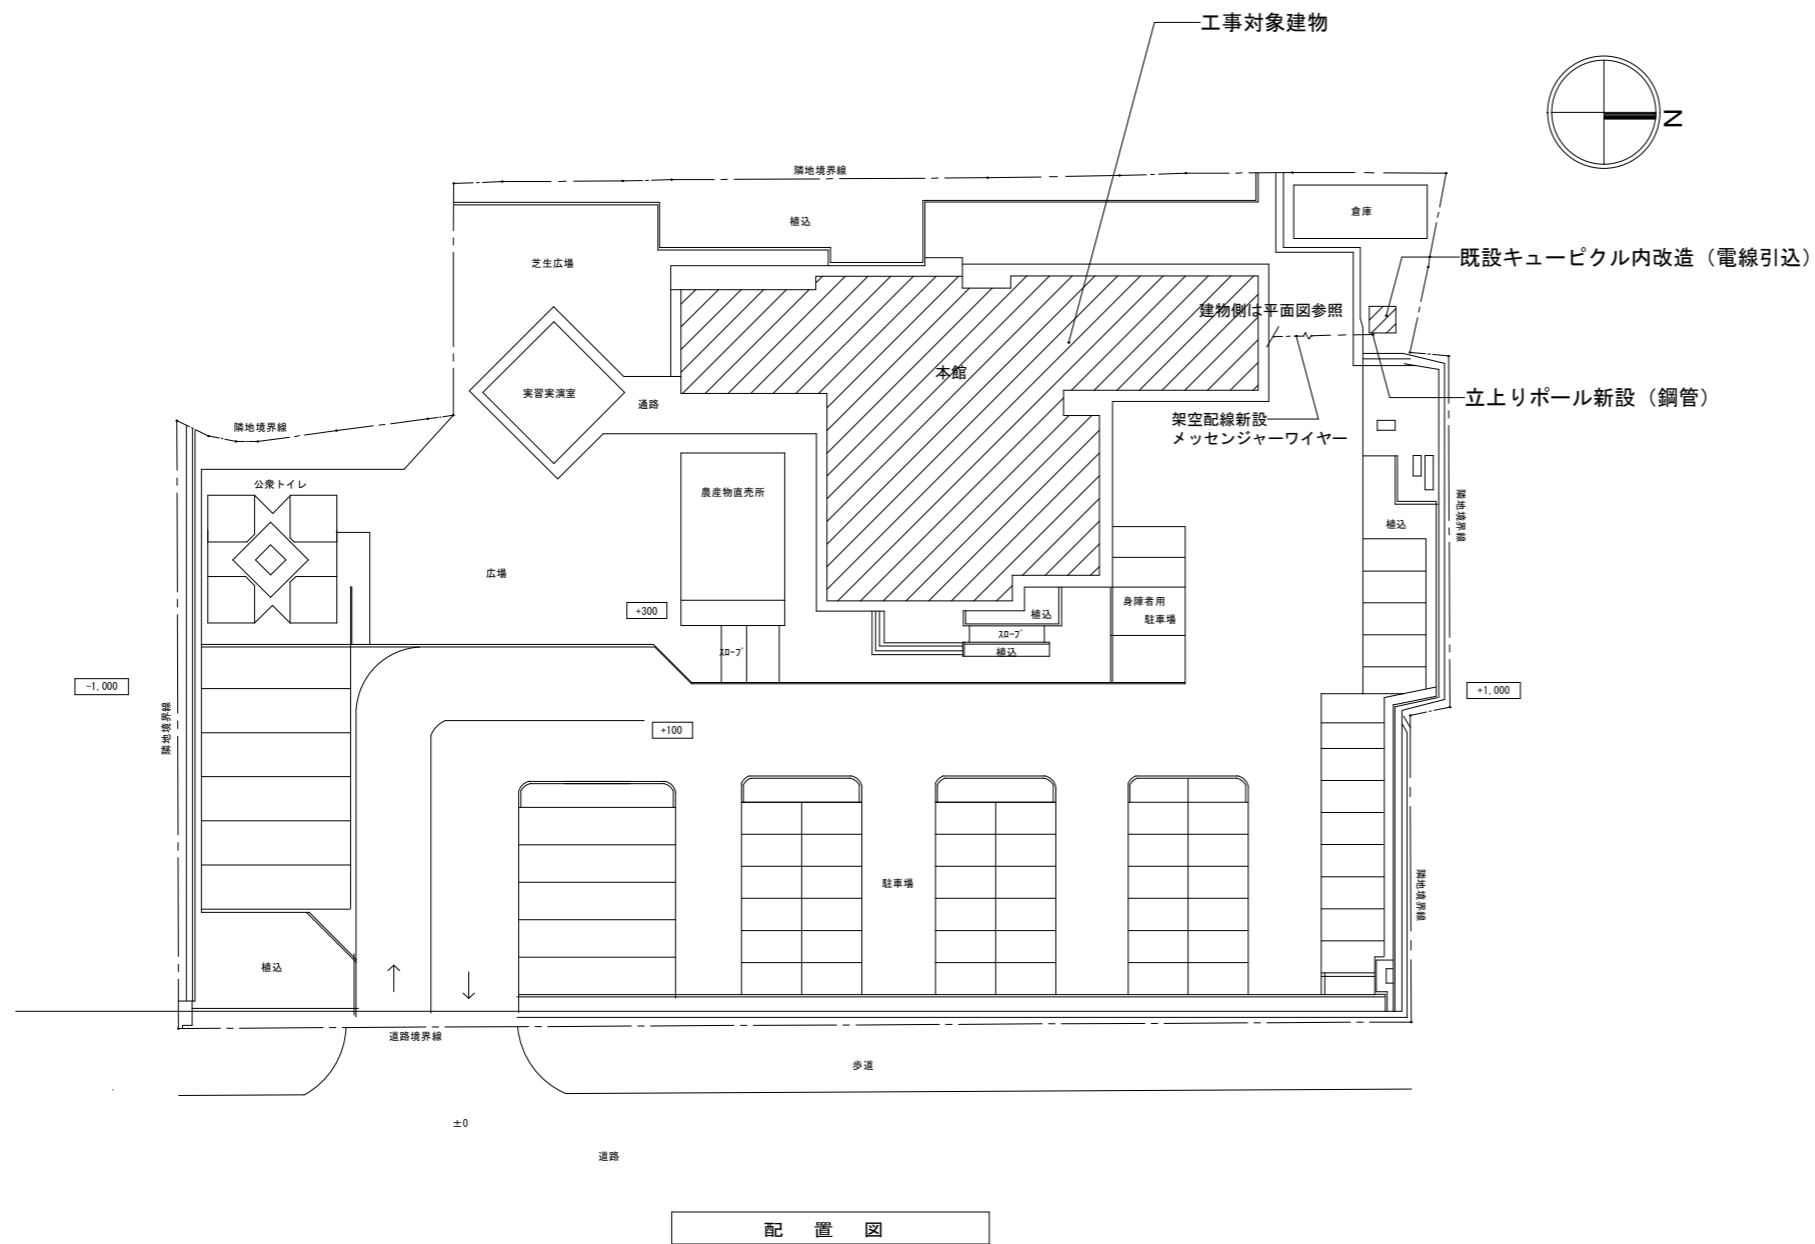 工事対象建物
N
隣地境界線
植込
倉庫
芝生広場
既設キュービクル内改造（電線引込）
建物側は平面図参照
本館
実習実演室
通路
立上りポール新設（鋼管）
架空配線新設
メッセンジャーワイヤー
隣地境界線
公衆トイレ
農産物直売所
隣地境界線
植込
広場
+300
身障者用
駐車場
植込
ｽﾛｰﾌﾟ
植込
ｽﾛｰﾌﾟ
-1,000
+1,000
隣地境界線
+100
駐車場
隣地境界線
植込
道路境界線
歩道
±0
道路
配置図